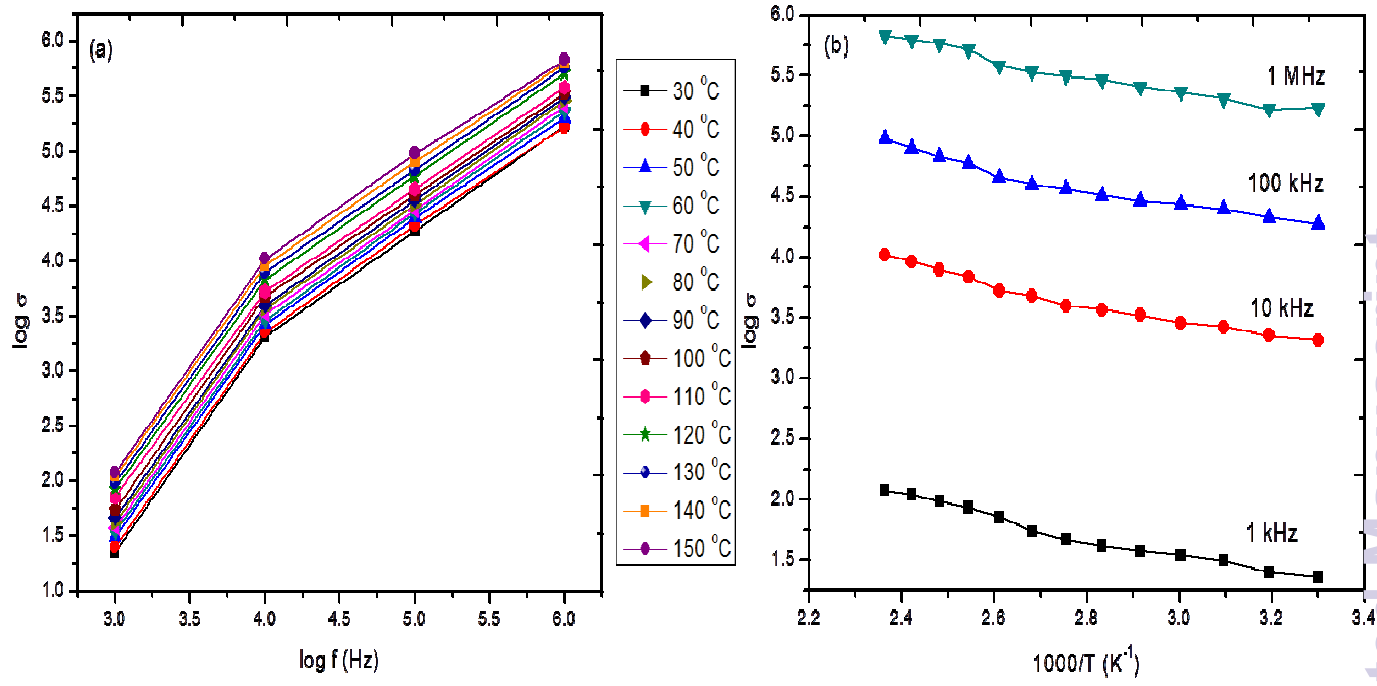 (a)
log σ
6.0
5.5
5.0
4.5
4.0
3.5
3.0
2.5
2.0
1.5
1.0
3.0 3.5 4.0 4.5 5.0 5.5 6.0
log f (Hz)
30 °C
40 °C
50 °C
60 °C
70 °C
80 °C
90 °C
100 °C
110 °C
120 °C
130 °C
140 °C
150 °C
(b)
log σ
6.0
5.5
5.0
4.5
4.0
3.5
3.0
2.5
2.0
1.5
1 MHz
100 kHz
10 kHz
1 kHz
2.2 2.4 2.6 2.8 3.0 3.2 3.4
1000/T (K⁻¹)